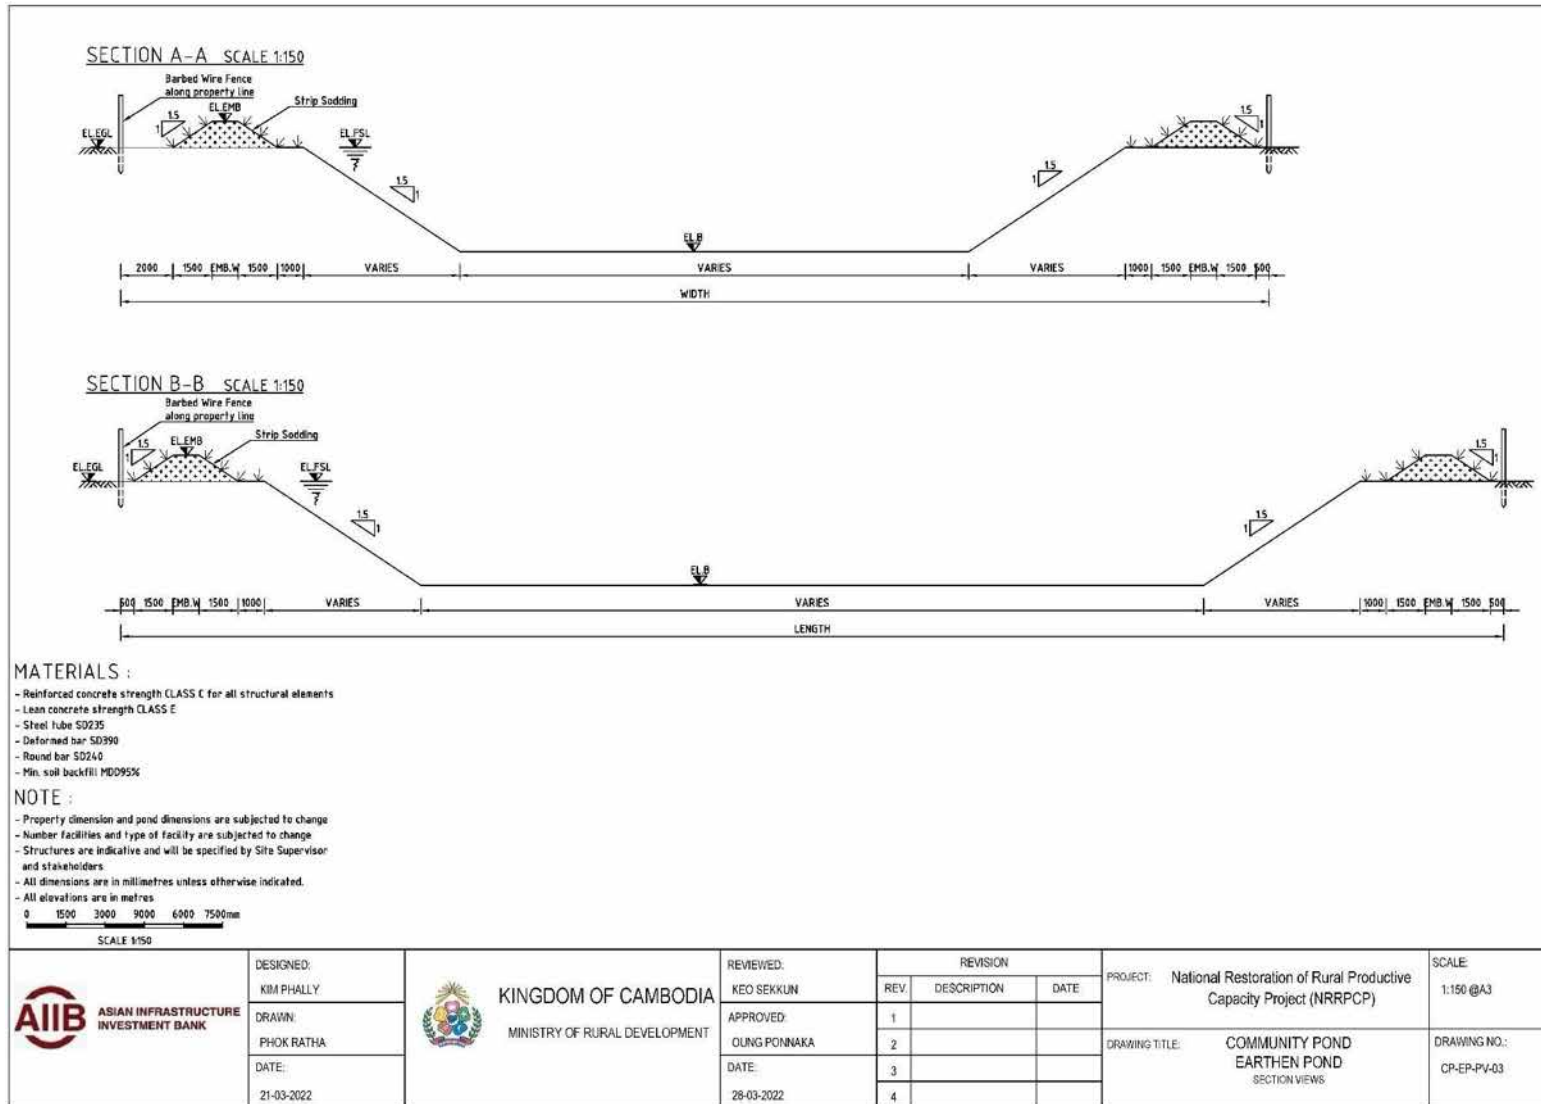 SECTION A-A SCALE 1:150
Barbed Wire Fence
along property line
Strip Sodding
EL.EMB
1.5
1
EL.EGL
EL.FSL
1.5
1
1.5
1
1.5
1
EL.B
2000 1500 EMB.W 1500 1000 VARIES VARIES VARIES 1000 1500 EMB.W 1500 500
WIDTH
SECTION B-B SCALE 1:150
Barbed Wire Fence
along property line
Strip Sodding
EL.EMB
1.5
1
EL.EGL
EL.FSL
1.5
1
1.5
1
1.5
1
EL.B
500 1500 EMB.W 1500 1000 VARIES VARIES VARIES 1000 1500 EMB.W 1500 500
LENGTH
MATERIALS :
- Reinforced concrete strength CLASS C for all structural elements
- Lean concrete strength CLASS E
- Steel tube SD235
- Deformed bar SD390
- Round bar SD240
- Min. soil backfill MDD95%
NOTE :
- Property dimension and pond dimensions are subjected to change
- Number facilities and type of facility are subjected to change
- Structures are indicative and will be specified by Site Supervisor
and stakeholders
- All dimensions are in millimetres unless otherwise indicated.
- All elevations are in metres
0 1500 3000 9000 6000 7500mm
SCALE 1:150
AIIB
ASIAN INFRASTRUCTURE
INVESTMENT BANK
DESIGNED:
KIM PHALLY
DRAWN:
PHOK RATHA
DATE:
21-03-2022
KINGDOM OF CAMBODIA
MINISTRY OF RURAL DEVELOPMENT
REVIEWED:
KEO SEKKUN
APPROVED:
OUNG PONNAKA
DATE:
28-03-2022
REVISION
REV. DESCRIPTION DATE
1
2
3
4
PROJECT: National Restoration of Rural Productive
Capacity Project (NRRPCP)
DRAWING TITLE: COMMUNITY POND
EARTHEN POND
SECTION VIEWS
SCALE:
1:150 @A3
DRAWING NO.:
CP-EP-PV-03